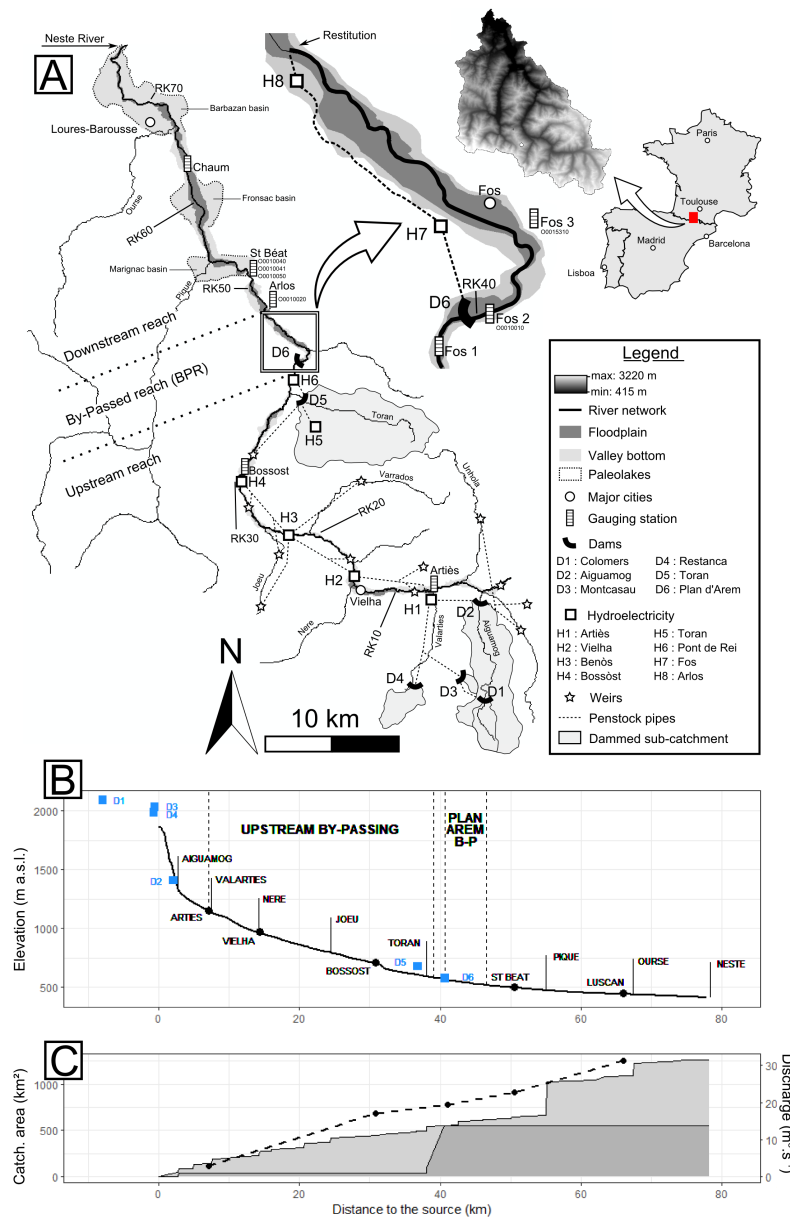 A
Neste River
RK70
Barbazan basin
Loures-Barousse
Chaum
Ourse
Fronsac basin
RK60
St Béat
O0010040
O0010041
O0010050
Marignac basin
Pique
RK50
Arlos
O0010020
Downstream reach
By-Passed reach (BPR)
Upstream reach
D6
H6
D5
Toran
H5
Bossost
H4
Varrados
Unhola
RK20
RK30
H3
Joeu
H2
Vielha
Artiès
H1
D2
Nere
RK10
Valarties
Aiguamog
D4
D3
D1
N
10 km
Restitution
H8
Fos
Fos 3
O0015310
H7
RK40
D6
Fos 2
O0010010
Fos 1
Paris
Toulouse
Madrid
Barcelona
Lisboa
Legend
max: 3220 m
min: 415 m
River network
Floodplain
Valley bottom
Paleolakes
Major cities
Gauging station
Dams
D1 : Colomers D4 : Restanca
D2 : Aiguamog D5 : Toran
D3 : Montcasau D6 : Plan d'Arem
Hydroelectricity
H1 : Artiès H5 : Toran
H2 : Vielha H6 : Pont de Rei
H3 : Benòs H7 : Fos
H4 : Bossòst H8 : Arlos
Weirs
Penstock pipes
Dammed sub-catchment
B
Elevation (m a.s.l.)
2000
1500
1000
500
D1
D3
D4
D2
UPSTREAM BY-PASSING
PLAN
AREM
B-P
AIGUAMOG
VALARTIES
ARTIES
NERE
VIELHA
JOEU
BOSSOST
TORAN
D5
D6
ST BEAT
PIQUE
LUSCAN
OURSE
NESTE
0 20 40 60 80
C
Catch. area (km²)
1000
500
0
30
20
10
0
Discharge (m³.s⁻¹)
0 20 40 60 80
Distance to the source (km)